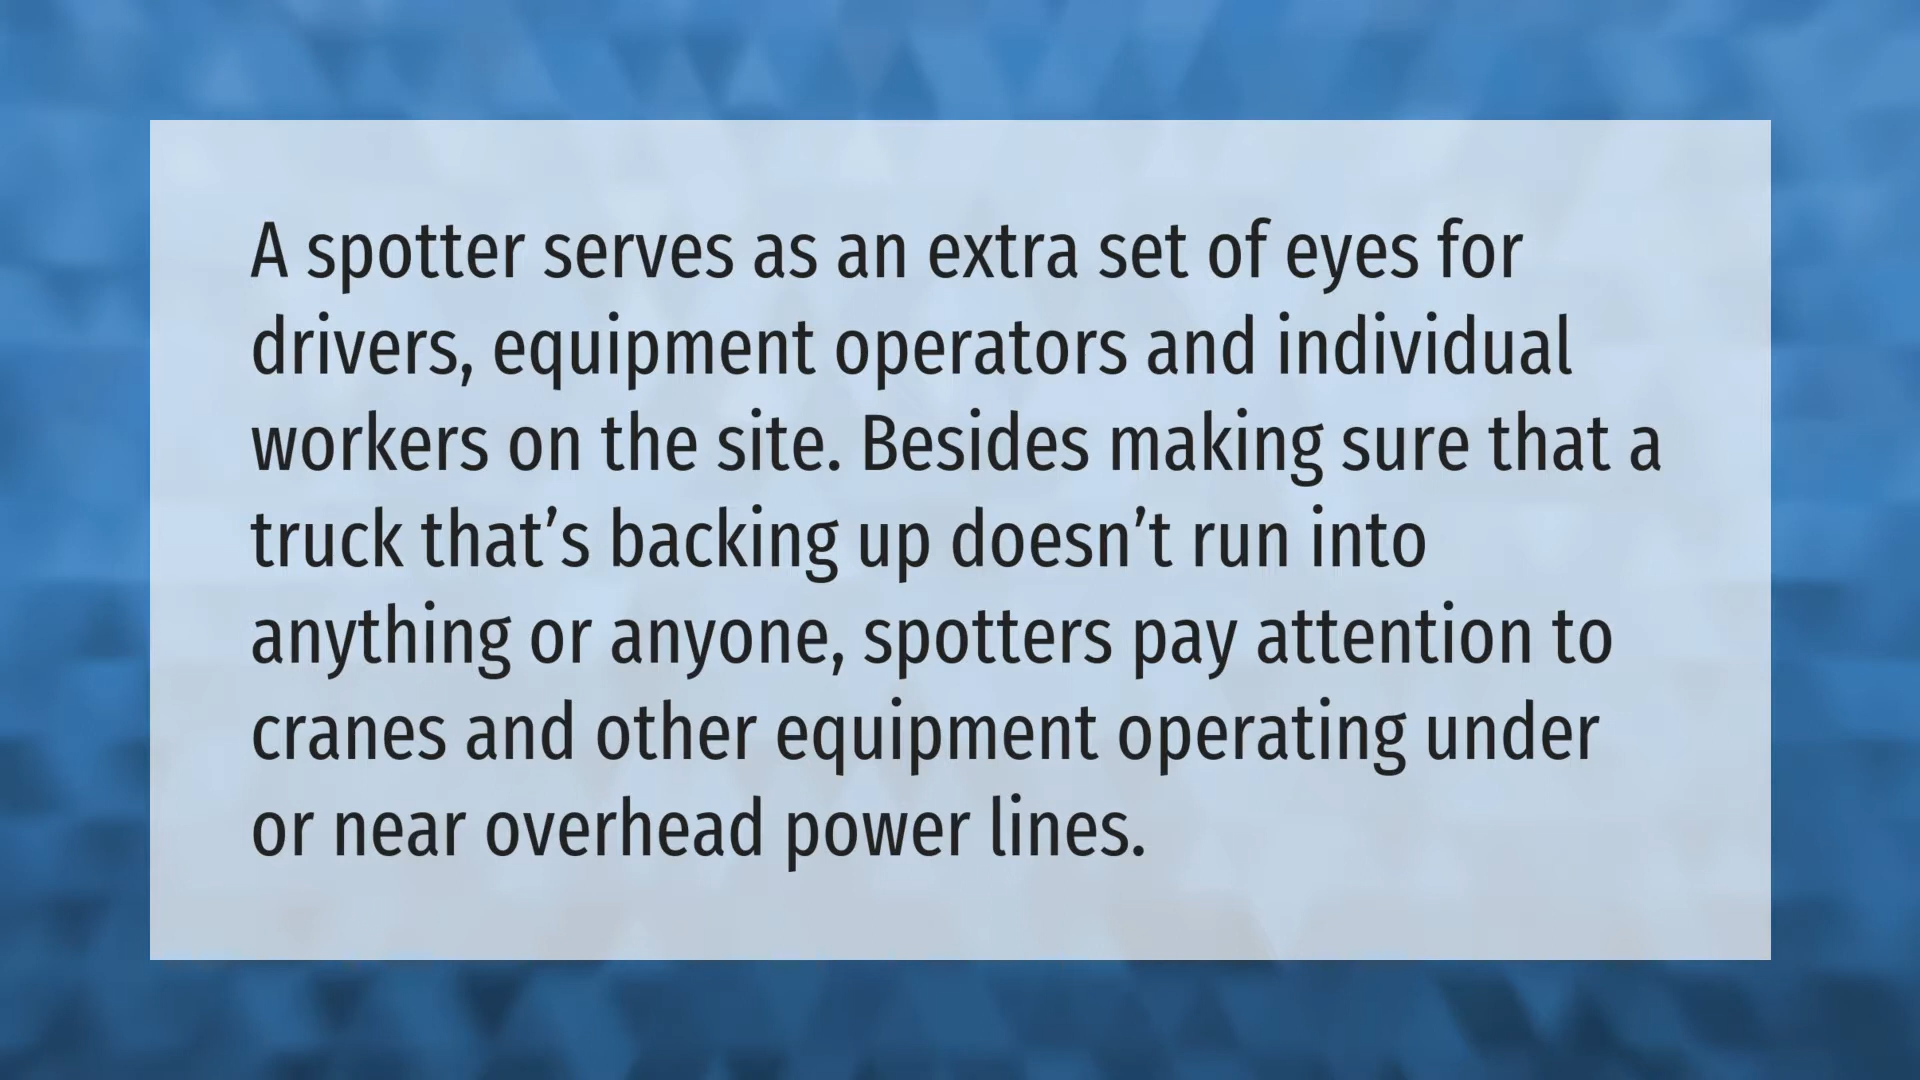 A spotter serves as an extra set of eyes for
drivers, equipment operators and individual
workers on the site. Besides making sure that a
truck that’s backing up doesn’t run into
anything or anyone, spotters pay attention to
cranes and other equipment operating under
or near overhead power lines.